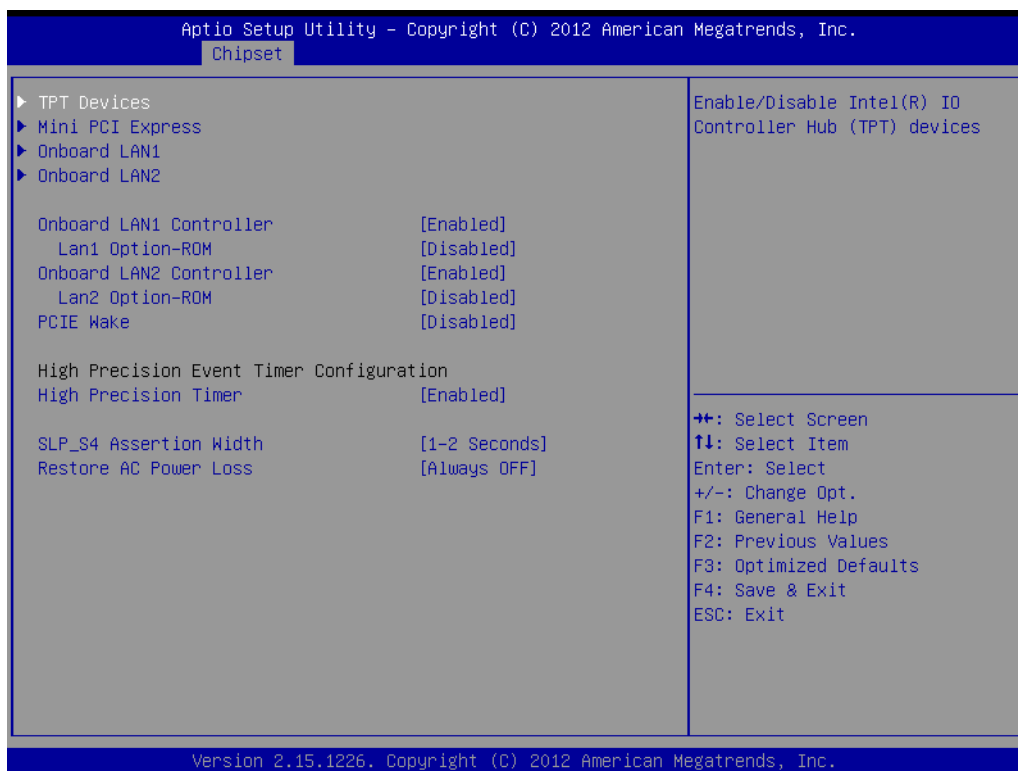 Aptio Setup Utility – Copyright (C) 2012 American Megatrends, Inc.
Chipset
▶ TPT Devices
▶ Mini PCI Express
▶ Onboard LAN1
▶ Onboard LAN2
Onboard LAN1 Controller [Enabled]
Lan1 Option-ROM [Disabled]
Onboard LAN2 Controller [Enabled]
Lan2 Option-ROM [Disabled]
PCIE Wake [Disabled]
High Precision Event Timer Configuration
High Precision Timer [Enabled]
SLP_S4 Assertion Width [1-2 Seconds]
Restore AC Power Loss [Always OFF]
Enable/Disable Intel(R) IO
Controller Hub (TPT) devices
→←: Select Screen
↑↓: Select Item
Enter: Select
+/-: Change Opt.
F1: General Help
F2: Previous Values
F3: Optimized Defaults
F4: Save & Exit
ESC: Exit
Version 2.15.1226. Copyright (C) 2012 American Megatrends, Inc.